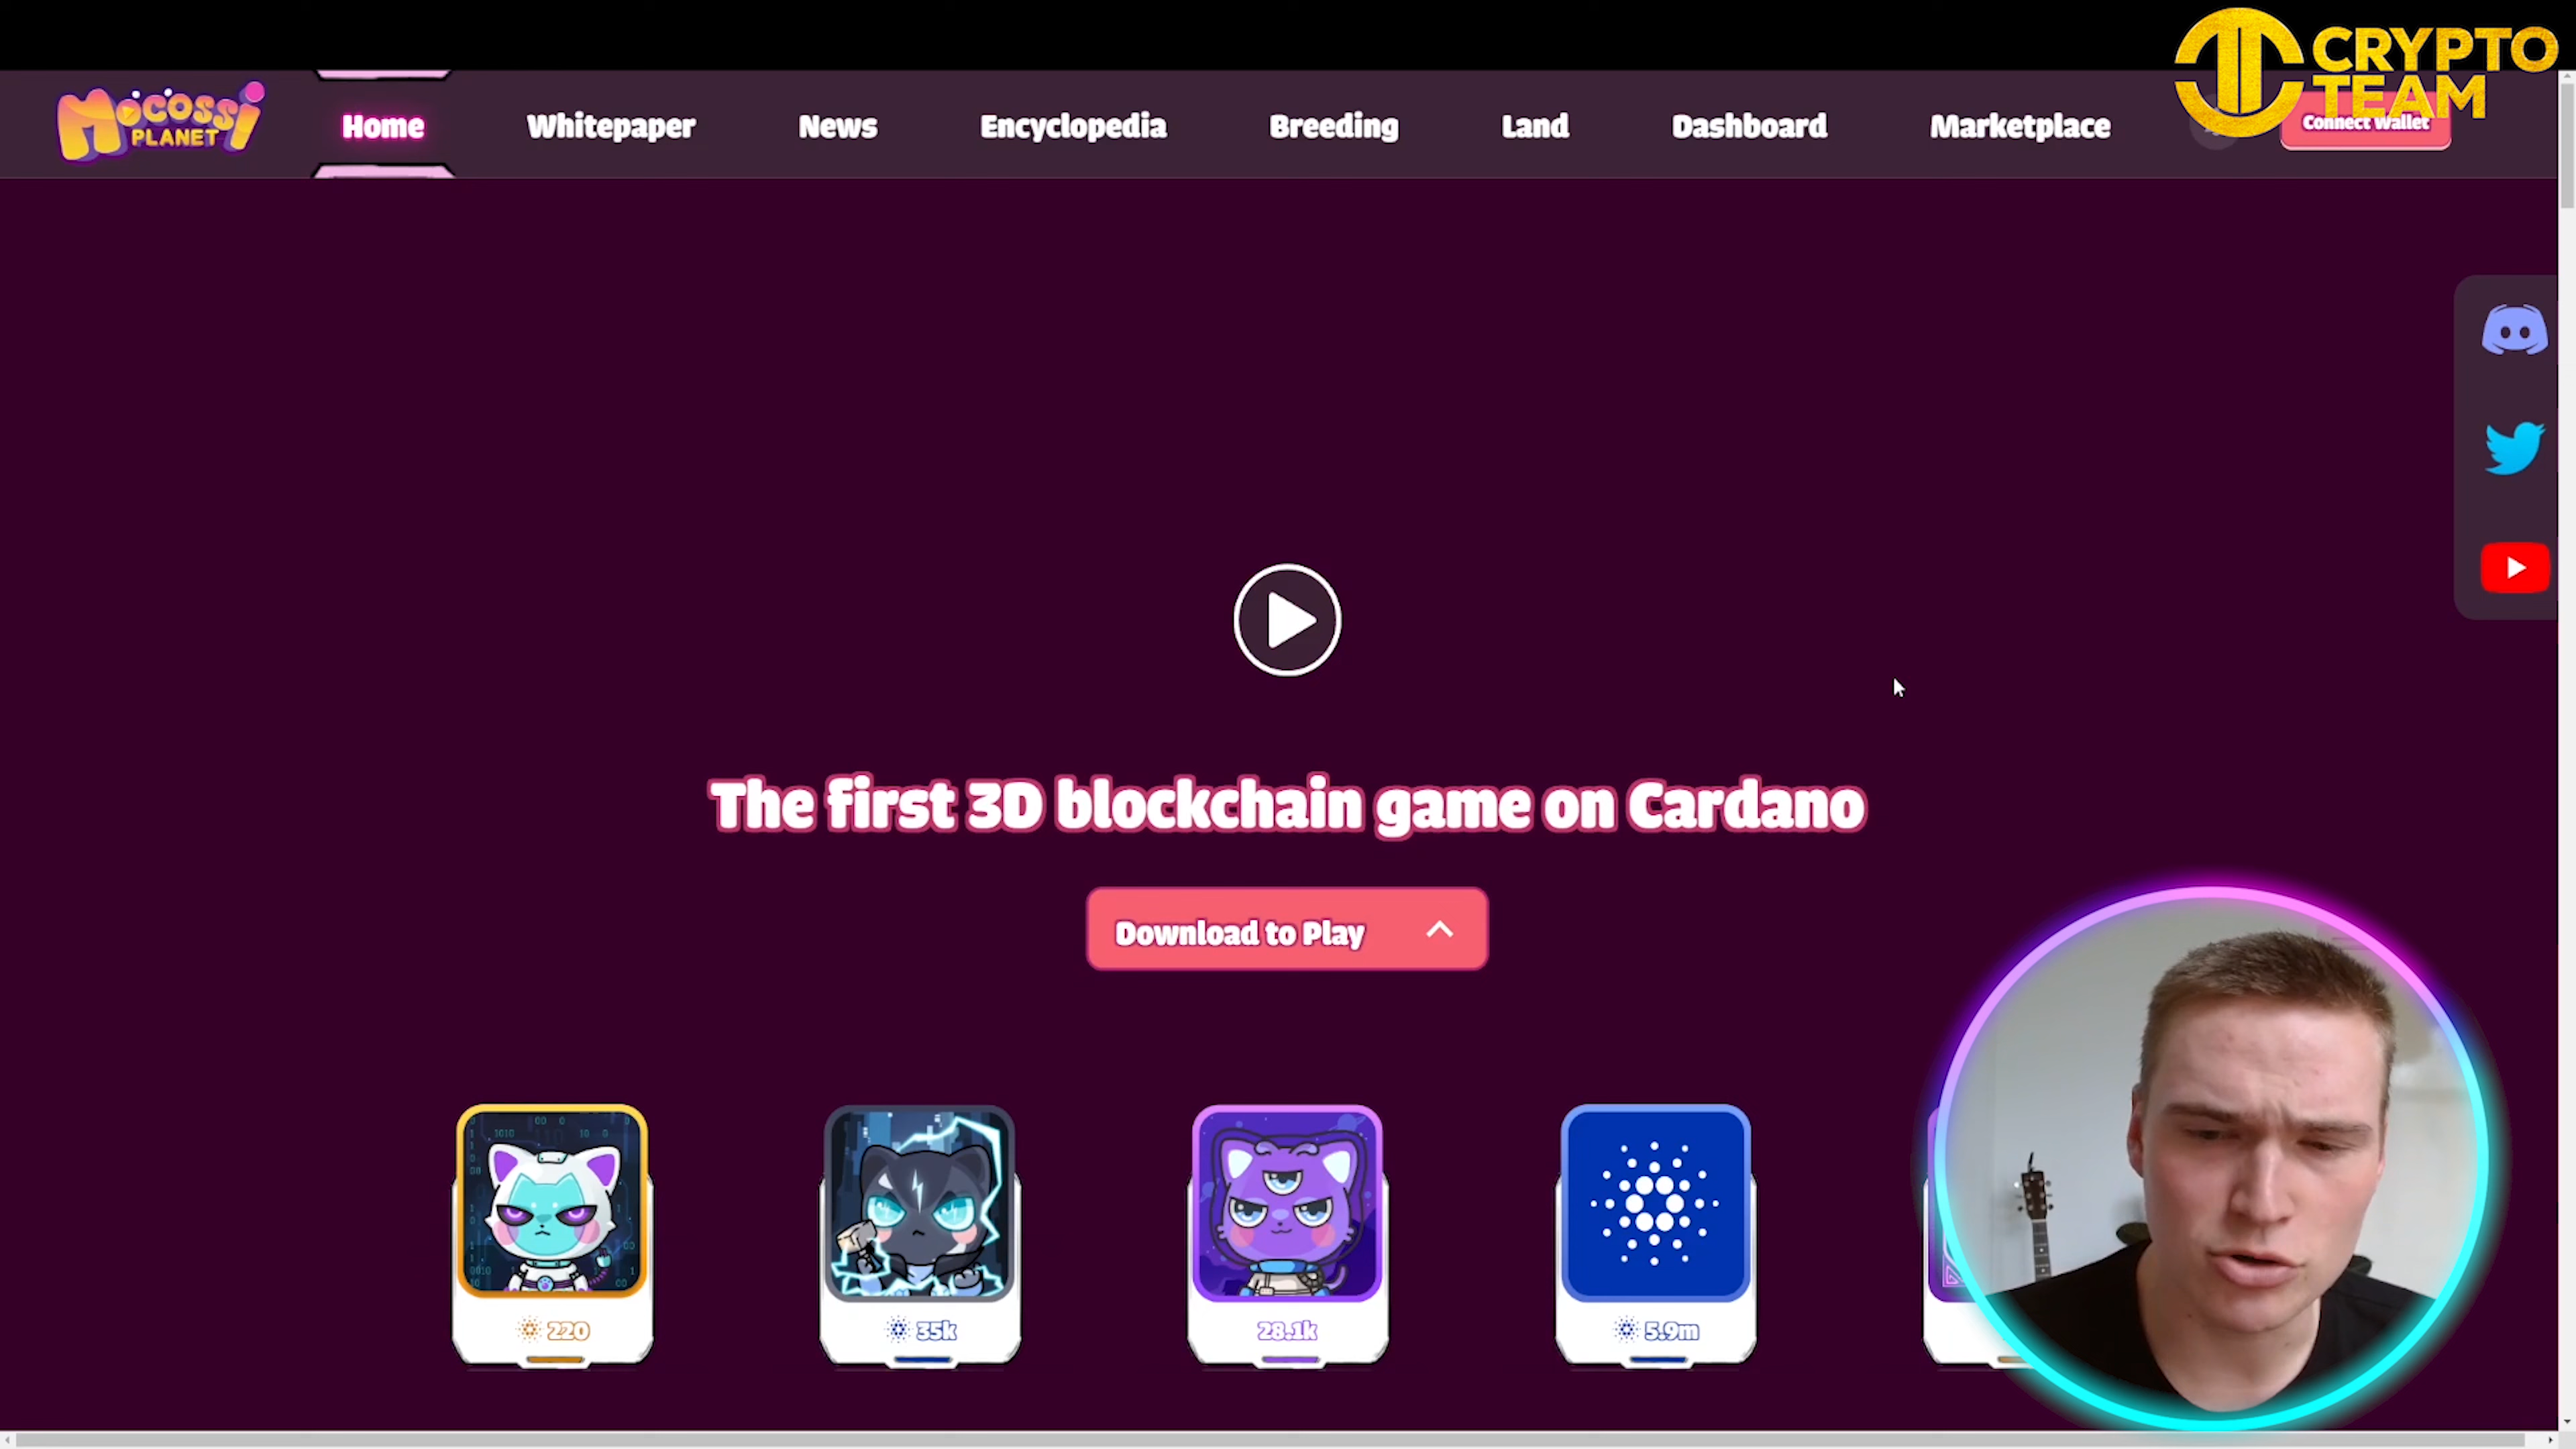 CRYPTO
TEAM
MOCOSSI
PLANET
Home
Whitepaper
News
Encyclopedia
Breeding
Land
Dashboard
Marketplace
Connect Wallet
The first 3D blockchain game on Cardano
Download to Play
220
35k
28.1k
5.9m